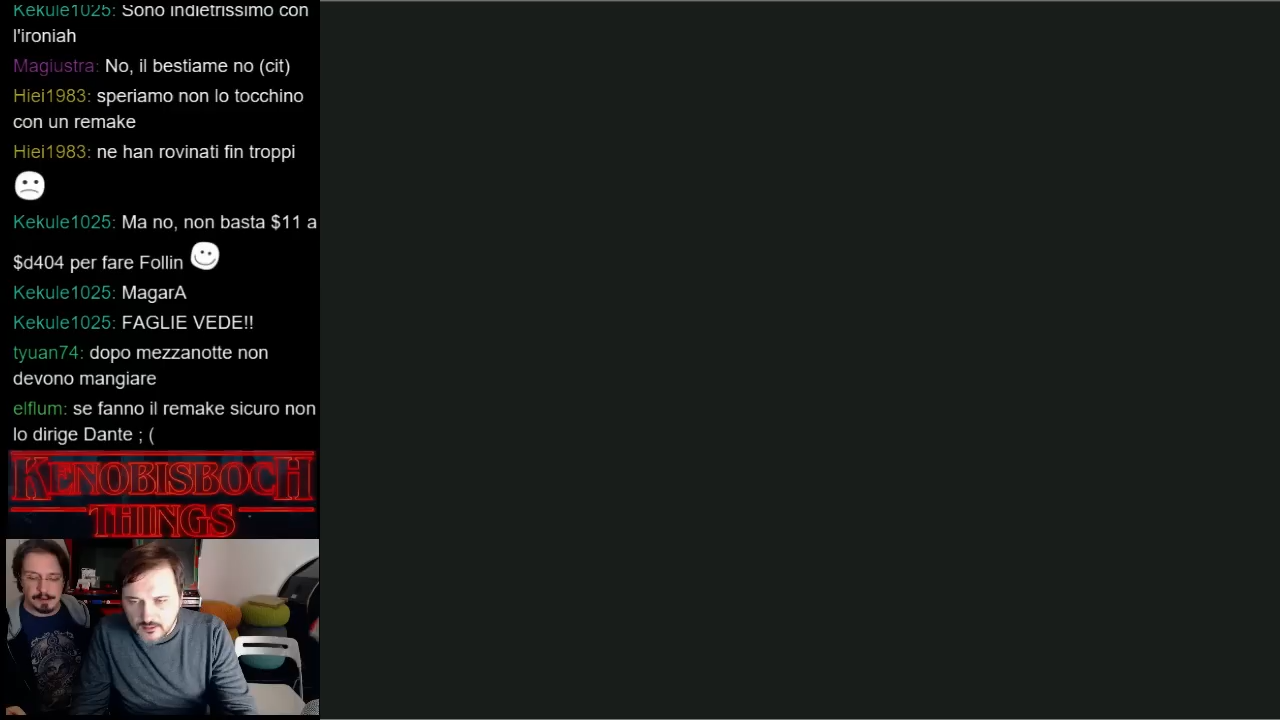 Kekule1025: Sono indietrissimo con
l'ironiah
Magiustra: No, il bestiame no (cit)
Hiei1983: speriamo non lo tocchino
con un remake
Hiei1983: ne han rovinati fin troppi
Kekule1025: Ma no, non basta $11 a
$d404 per fare Follin
Kekule1025: MagarA
Kekule1025: FAGLIE VEDE!!
tyuan74: dopo mezzanotte non
devono mangiare
elflum: se fanno il remake sicuro non
lo dirige Dante ; (
KENOBISBOCH
THINGS